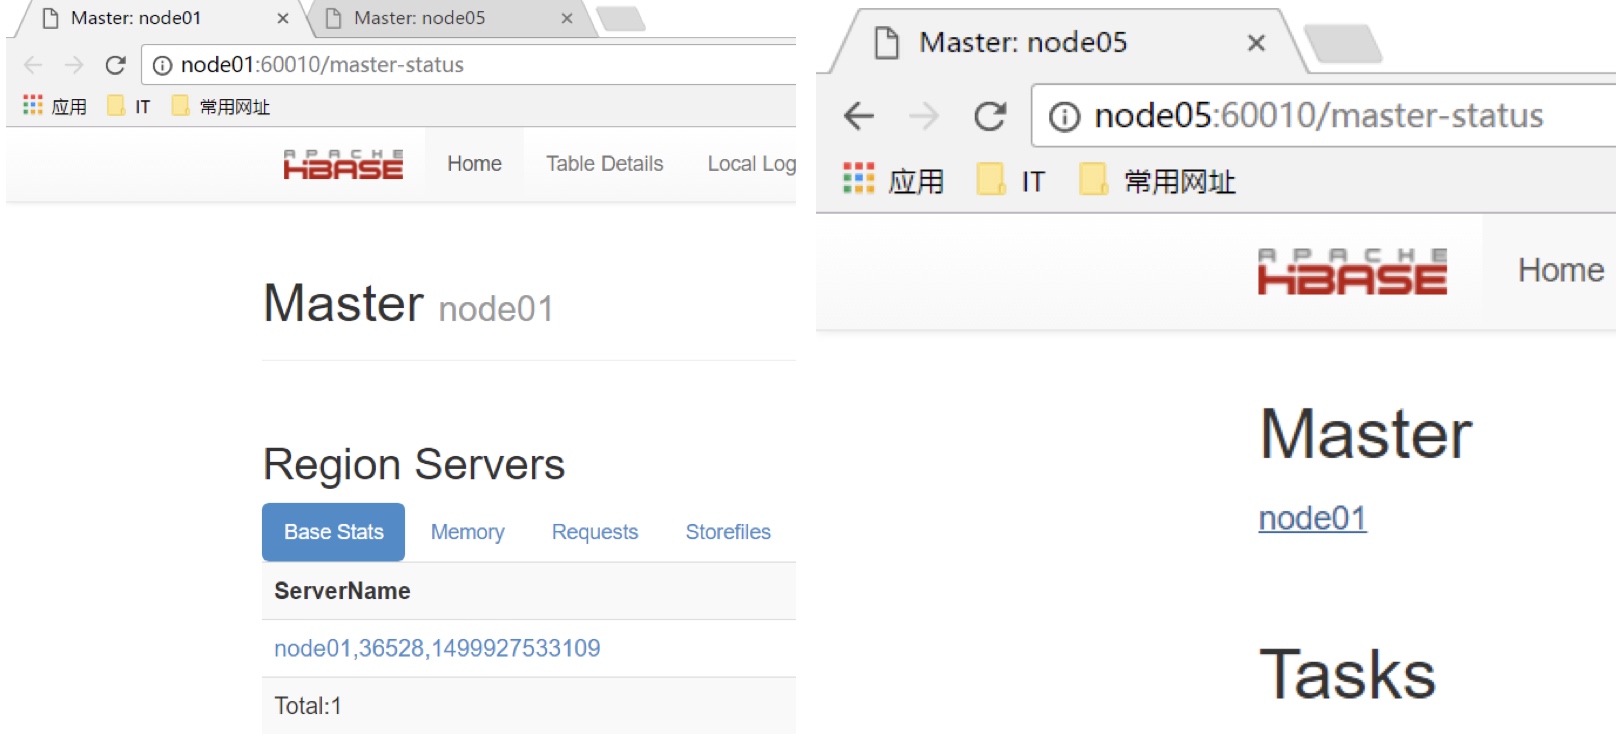 Master: node01
Master: node05
node01:60010/master-status
应用
IT
常用网址
APACHE
HBASE
Home
Table Details
Local Log
Master node01
Region Servers
Base Stats
Memory
Requests
Storefiles
ServerName
node01,36528,1499927533109
Total:1
Master: node05
node05:60010/master-status
应用
IT
常用网址
APACHE
HBASE
Home
Master
node01
Tasks